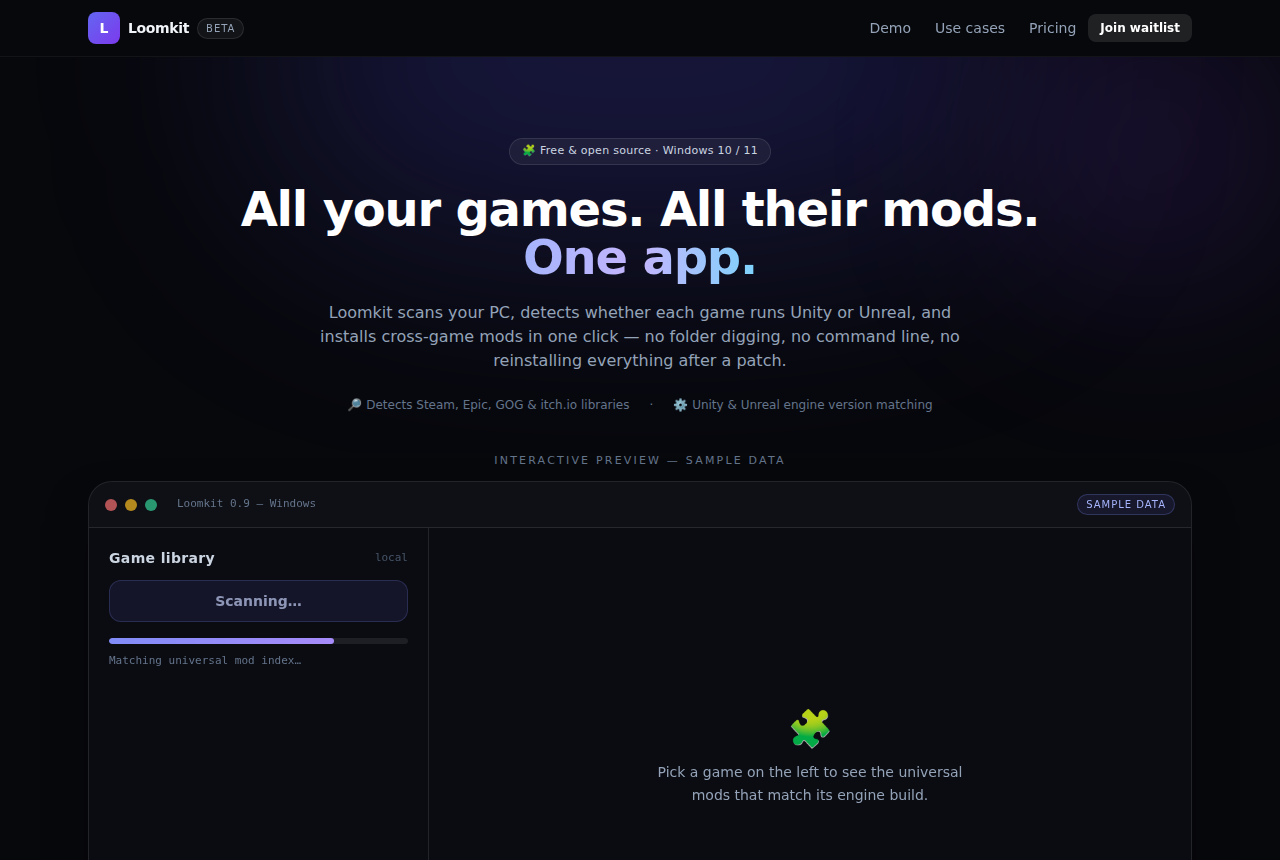 L Loomkit BETA Demo Use cases Pricing Join waitlist
🧩 Free & open source · Windows 10 / 11
All your games. All their mods.
One app.
Loomkit scans your PC, detects whether each game runs Unity or Unreal, and
installs cross-game mods in one click — no folder digging, no command line, no
reinstalling everything after a patch.
🔎 Detects Steam, Epic, GOG & itch.io libraries · ⚙️ Unity & Unreal engine version matching
INTERACTIVE PREVIEW — SAMPLE DATA
Loomkit 0.9 — Windows SAMPLE DATA
Game library local
Scanning…
Matching universal mod index…
Pick a game on the left to see the universal
mods that match its engine build.